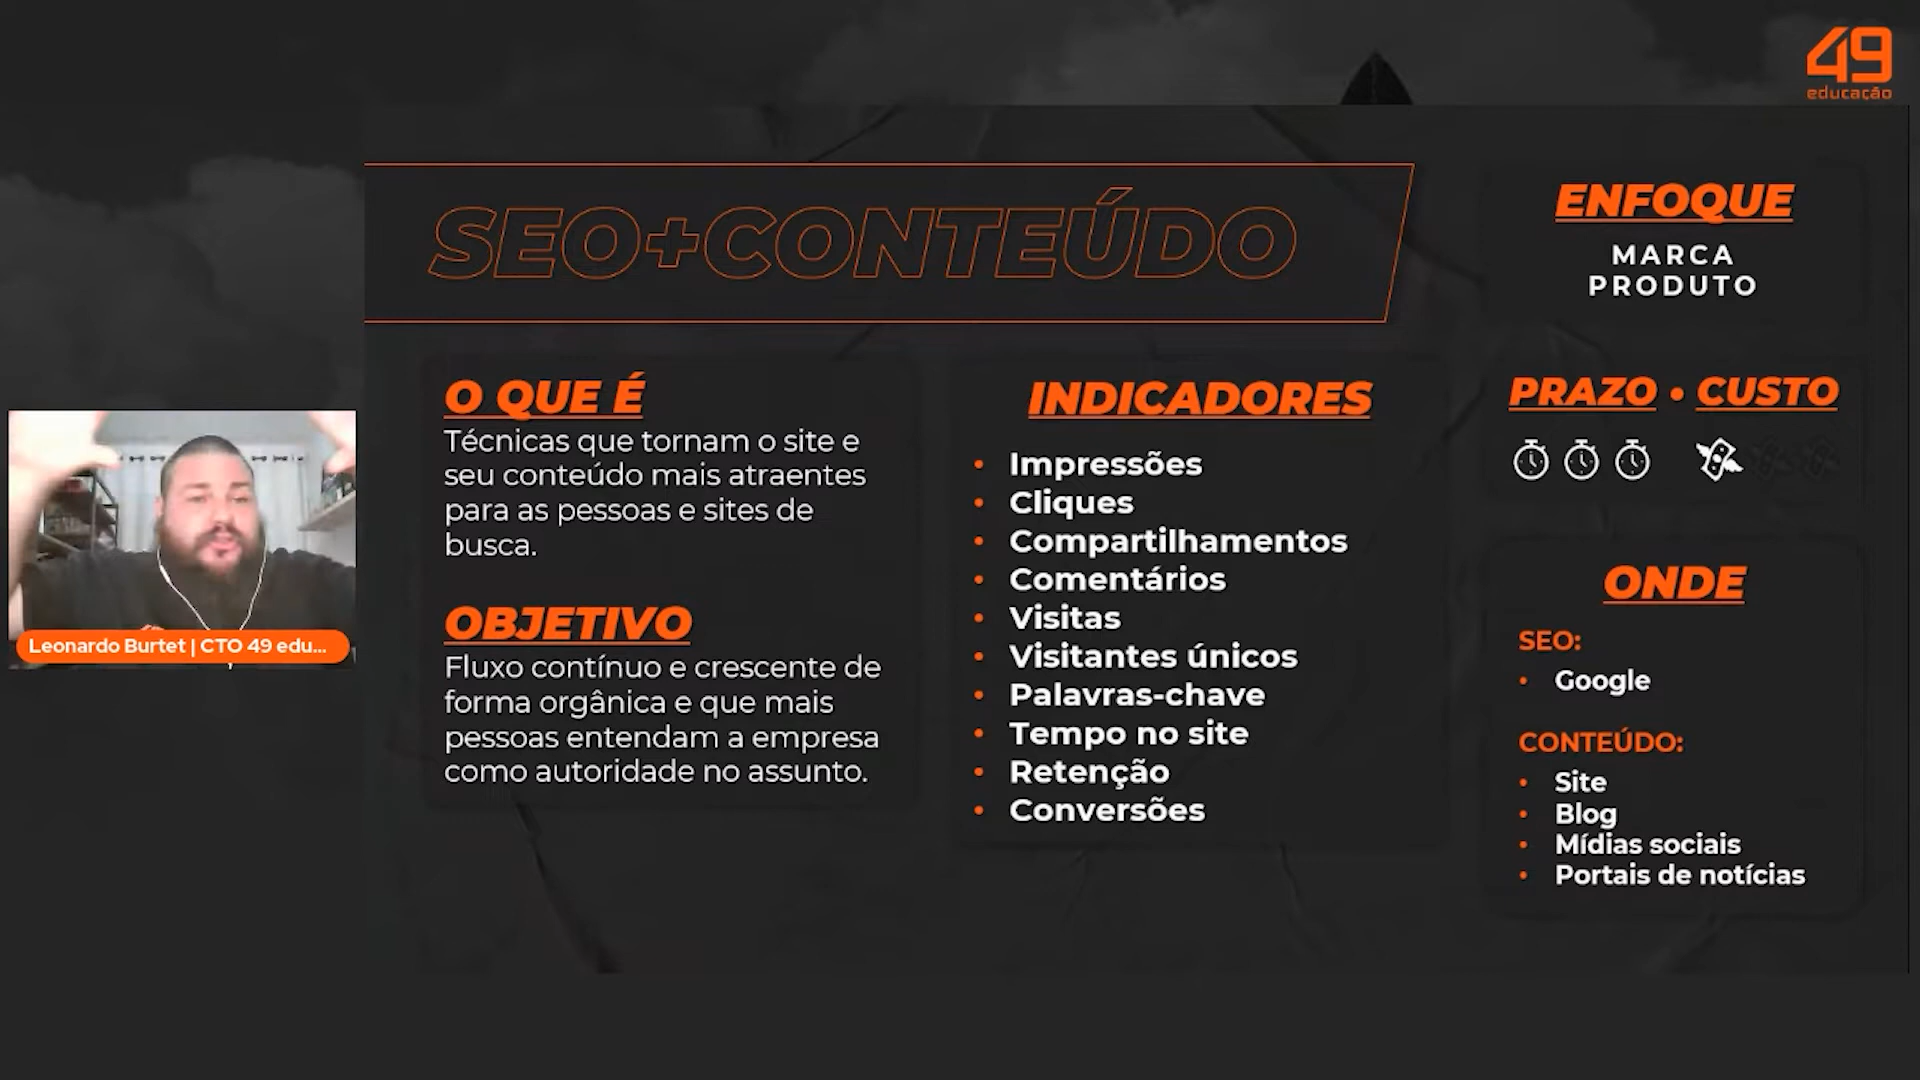 49
educação
SEO+CONTEÚDO
ENFOQUE
MARCA
PRODUTO
O QUE É
Técnicas que tornam o site e
seu conteúdo mais atraentes
para as pessoas e sites de
busca.
OBJETIVO
Fluxo contínuo e crescente de
forma orgânica e que mais
pessoas entendam a empresa
como autoridade no assunto.
INDICADORES
• Impressões
• Cliques
• Compartilhamentos
• Comentários
• Visitas
• Visitantes únicos
• Palavras-chave
• Tempo no site
• Retenção
• Conversões
PRAZO • CUSTO
ONDE
SEO:
• Google
CONTEÚDO:
• Site
• Blog
• Mídias sociais
• Portais de notícias
Leonardo Burtet | CTO 49 edu...